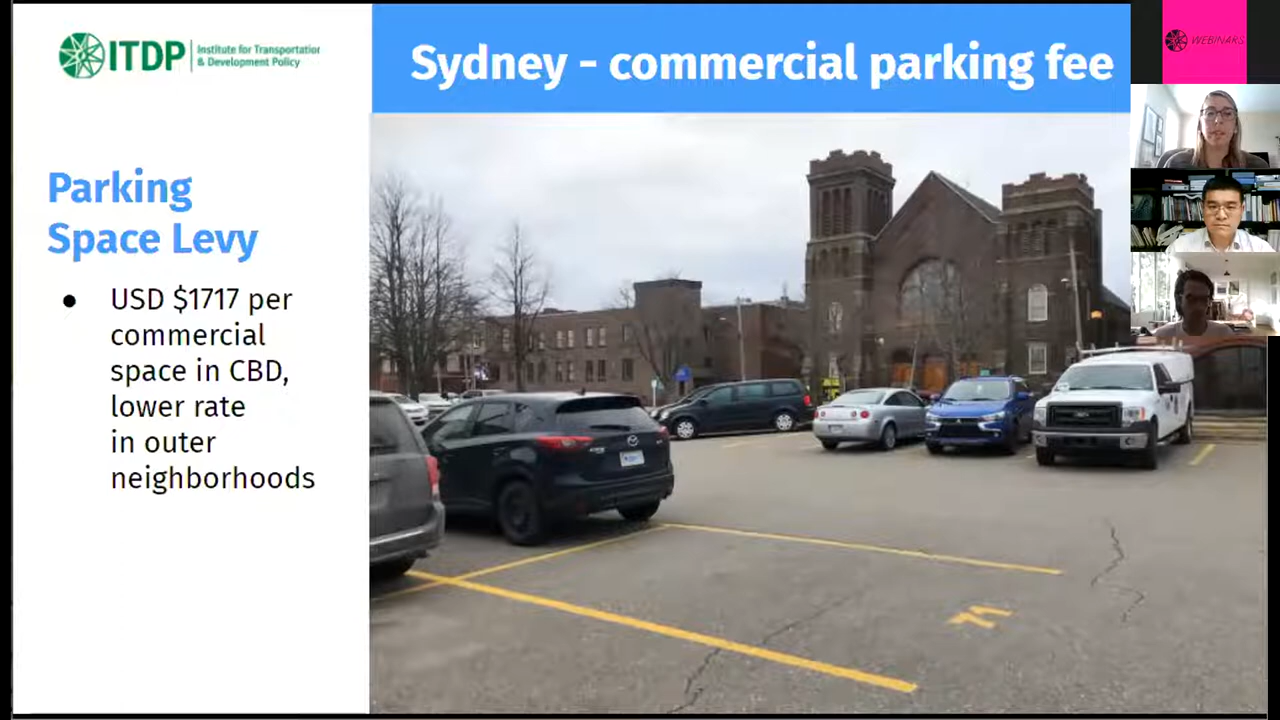 ITDP
Institute for Transportation
& Development Policy
Sydney - commercial parking fee
WEBINARS
Parking
Space Levy
● USD $1717 per
commercial
space in CBD,
lower rate
in outer
neighborhoods
71